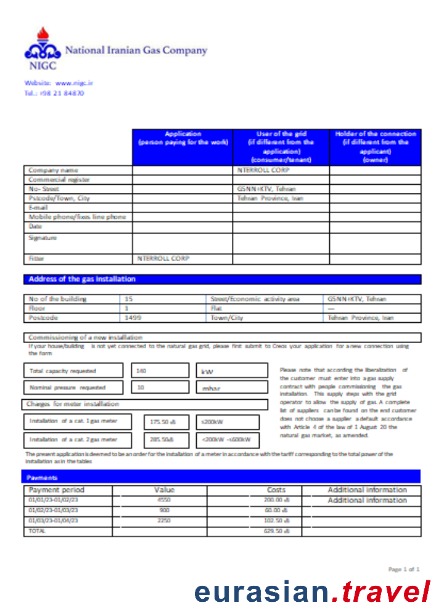 National Iranian Gas Company
NIGC
Website: www.nigc.ir
Tel.: +98 21 84870
Application (person paying for the work) User of the grid (if different from the application) (consumer/tenant) Holder of the connection (if different from the applicant) (owner)
Company name NTERROLL CORP
Commercial register
No- Street G5NN+KTV, Tehran
Pstcode/Town, City Tehran Province, Iran
E-mail
Mobile phone/fixes line phone
Date
Signature
Fitter NTERROLL CORP
Address of the gas installation
No of the building 15 Street/Economic activity area G5NN+KTV, Tehran
Floor 1 Flat —
Postcode 1499 Town/City Tehran Province, Iran
Commissioning of a new installation
If your house/building is not yet connected to the natural gas grid, please first submit to Creos your application for a new connection using
the form
Total capacity requested 140 kW
Nominal pressure requested 10 mbar
Charges for meter installation
Installation of a cat. 1 gas meter 175.50 ≤200kW
Installation of a cat. 2 gas meter 285.50
Please note that according the liberalization of
the customer must enter into a gas supply
contract with people commissioning the gas
installation. This supply steps with the grid
operator to allow the supply of gas. A complete
list of suppliers can be found on the end customer
does not choose a supplier a default accordance
with Article 4 of the law of 1 August 20 the
natural gas market, as amended.
The present application is deemed to be an order for the installation of a meter in accordance with the tariff corresponding to the total power of the
installation as in the tables
Payments
Payment period Value Costs Additional information
01/01/23-01/02/23 4550 200.00 Additional information
01/02/23-01/03/23 900 60.00
01/03/23-01/04/23 2250 102.50
TOTAL 629.50
Page 1 of 1
eurasian.travel